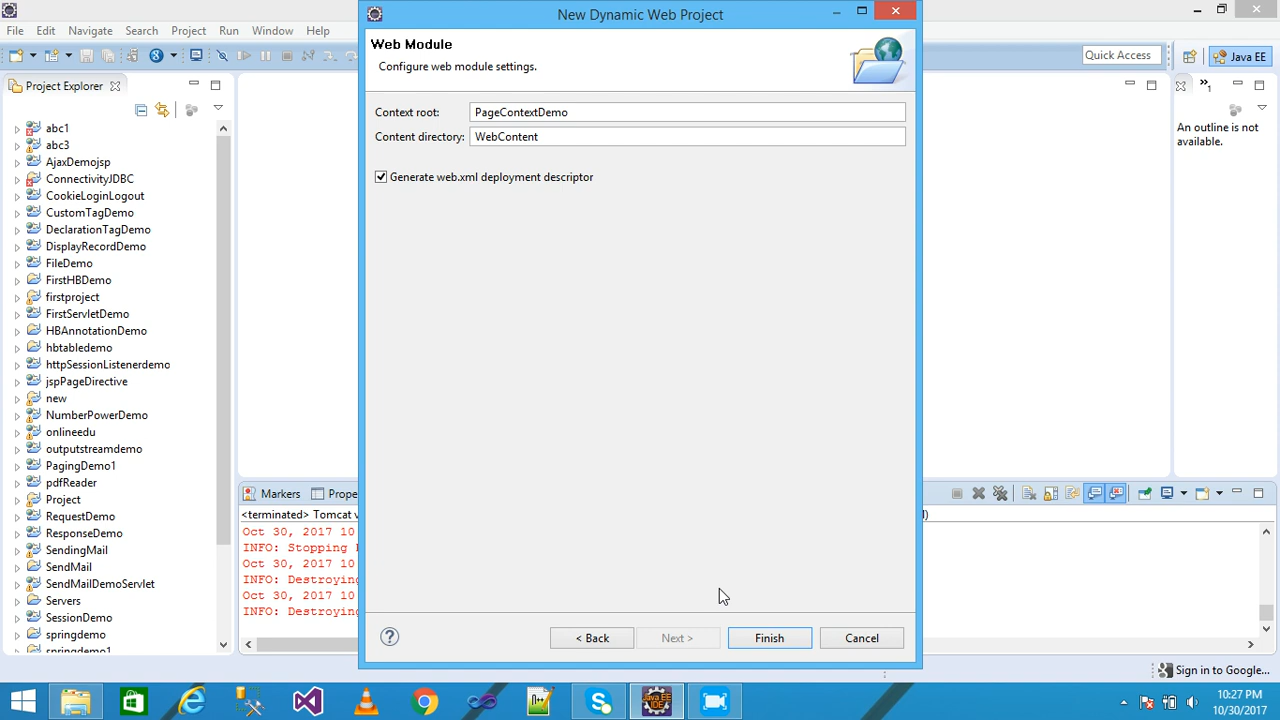 New Dynamic Web Project
File Edit Navigate Search Project Run Window Help
Web Module
Configure web module settings.
Quick Access
Java EE
Project Explorer
Context root: PageContextDemo
Content directory: WebContent
Generate web.xml deployment descriptor
An outline is not
available.
abc1
abc3
AjaxDemojsp
ConnectivityJDBC
CookieLoginLogout
CustomTagDemo
DeclarationTagDemo
DisplayRecordDemo
FileDemo
FirstHBDemo
firstproject
FirstServletDemo
HBAnnotationDemo
hbtabledemo
httpSessionListenerdemo
jspPageDirective
new
NumberPowerDemo
onlineedu
outputstreamdemo
PagingDemo1
pdfReader
Project
RequestDemo
ResponseDemo
SendingMail
SendMail
SendMailDemoServlet
Servers
SessionDemo
springdemo
springdemo1
Markers
<terminated> Tomcat
Oct 30, 2017 10
INFO: Stopping
Oct 30, 2017 10
INFO: Destroying
Oct 30, 2017 10
INFO: Destroying
< Back
Next >
Finish
Cancel
Sign in to Google...
10:27 PM
10/30/2017